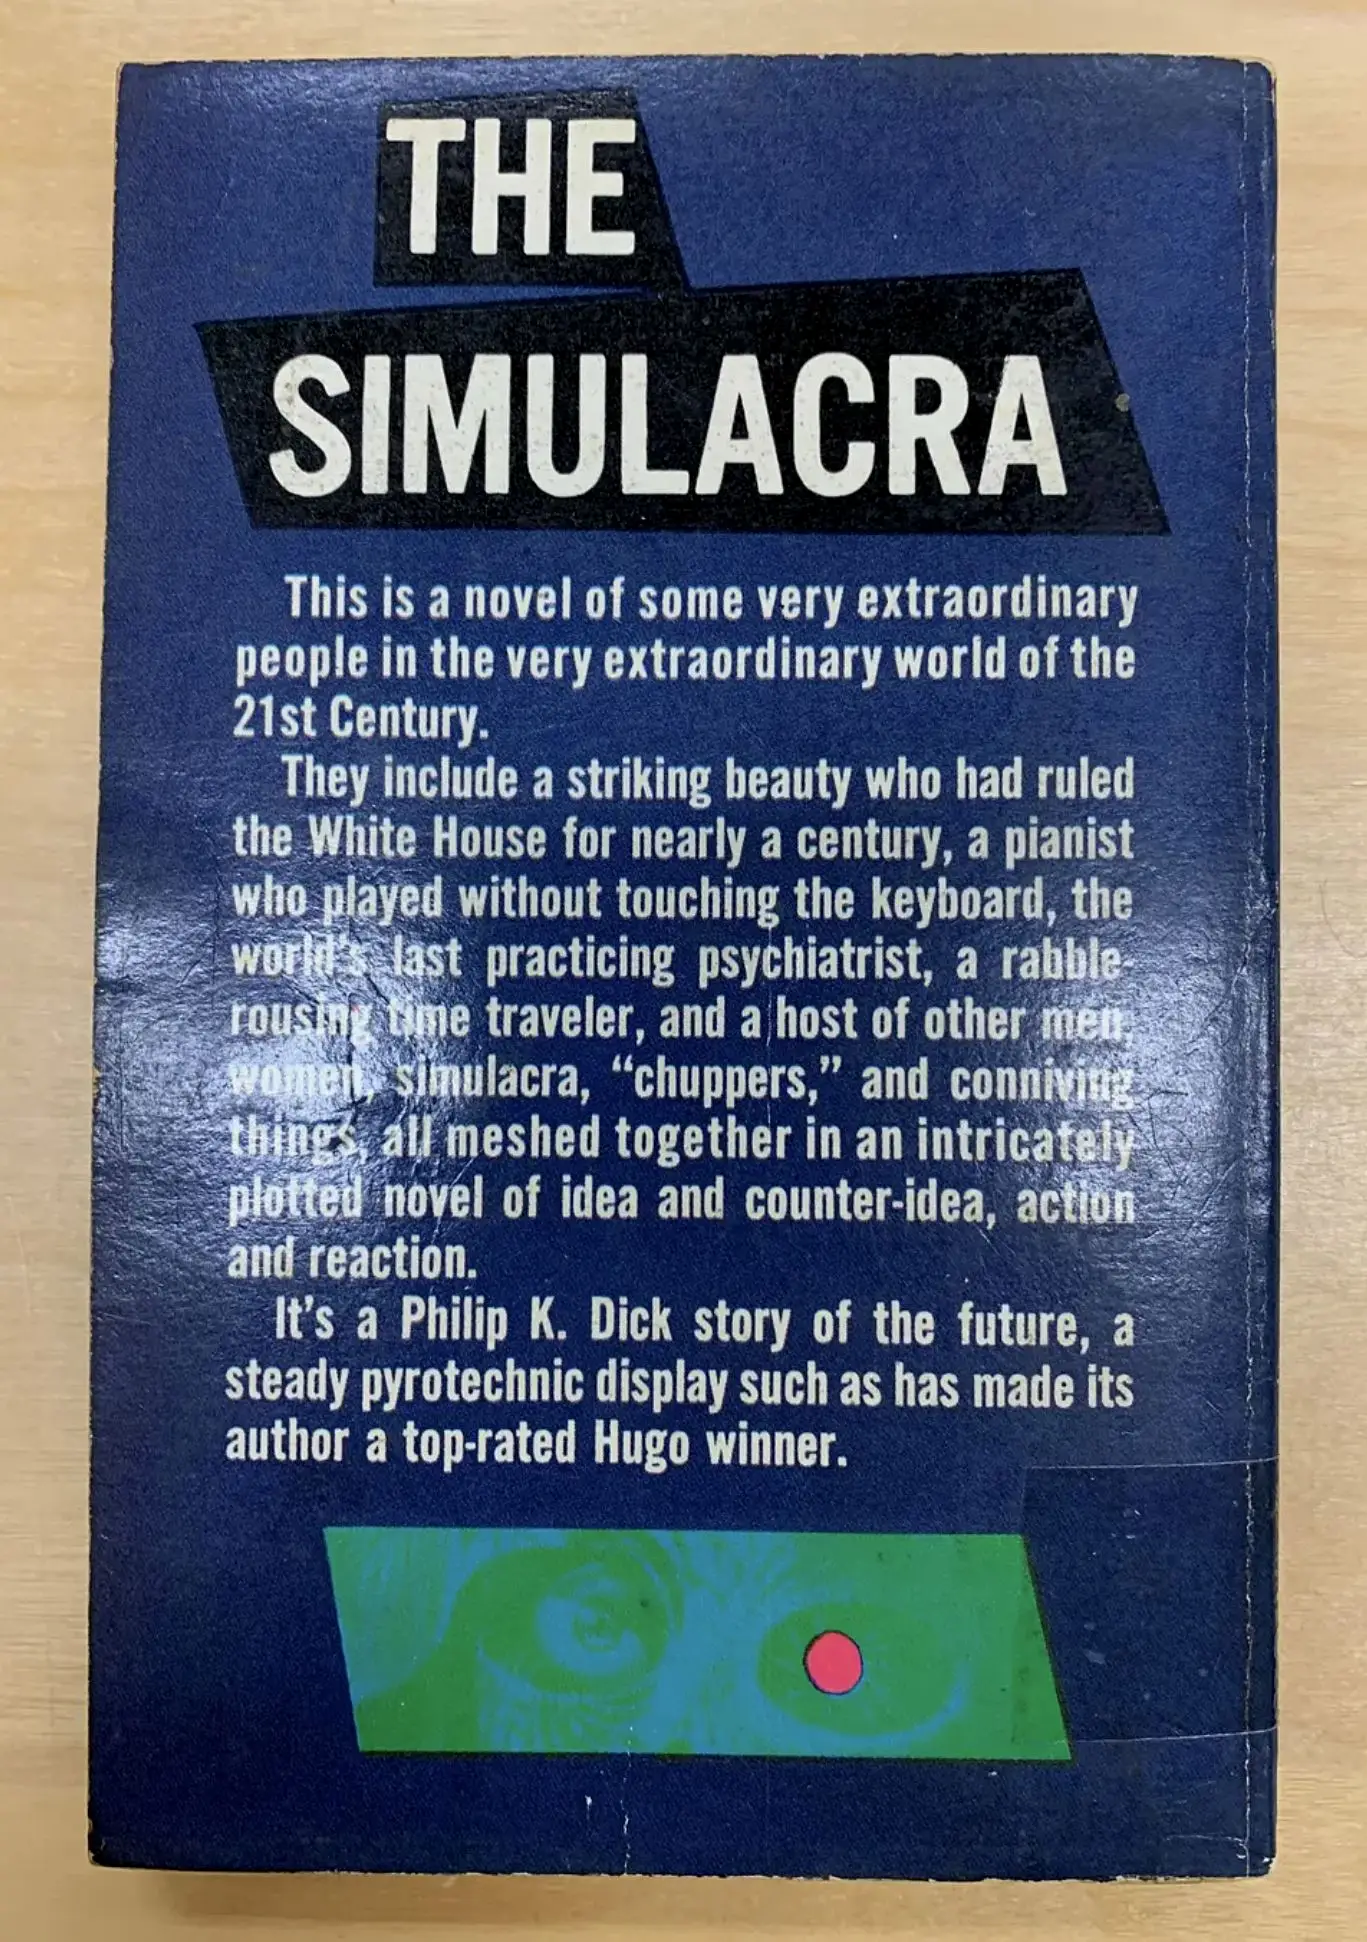 THE
SIMULACRA
This is a novel of some very extraordinary
people in the very extraordinary world of the
21st Century.
They include a striking beauty who had ruled
the White House for nearly a century, a pianist
who played without touching the keyboard, the
world's last practicing psychiatrist, a rabble-
rousing time traveler, and a host of other men,
women, simulacra, “chuppers,” and conniving
things, all meshed together in an intricately
plotted novel of idea and counter-idea, action
and reaction.
It's a Philip K. Dick story of the future, a
steady pyrotechnic display such as has made its
author a top-rated Hugo winner.